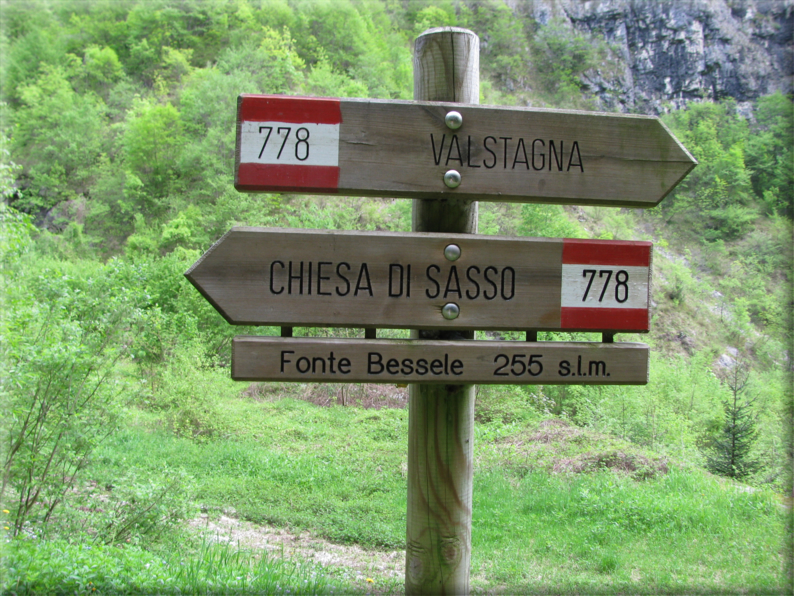 778 VALSTAGNA
CHIESA DI SASSO 778
Fonte Bessele 255 s.l.m.